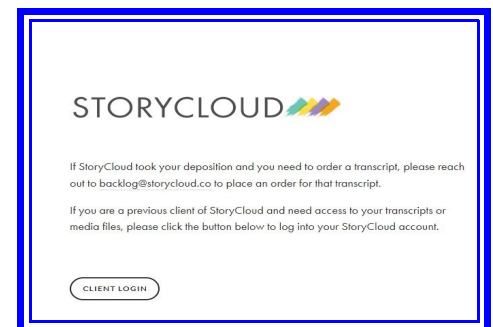 STORYCLOUD
If StoryCloud took your deposition and you need to order a transcript, please reach
out to backlog@storycloud.co to place an order for that transcript.
If you are a previous client of StoryCloud and need access to your transcripts or
media files, please click the button below to log into your StoryCloud account.
CLIENT LOGIN